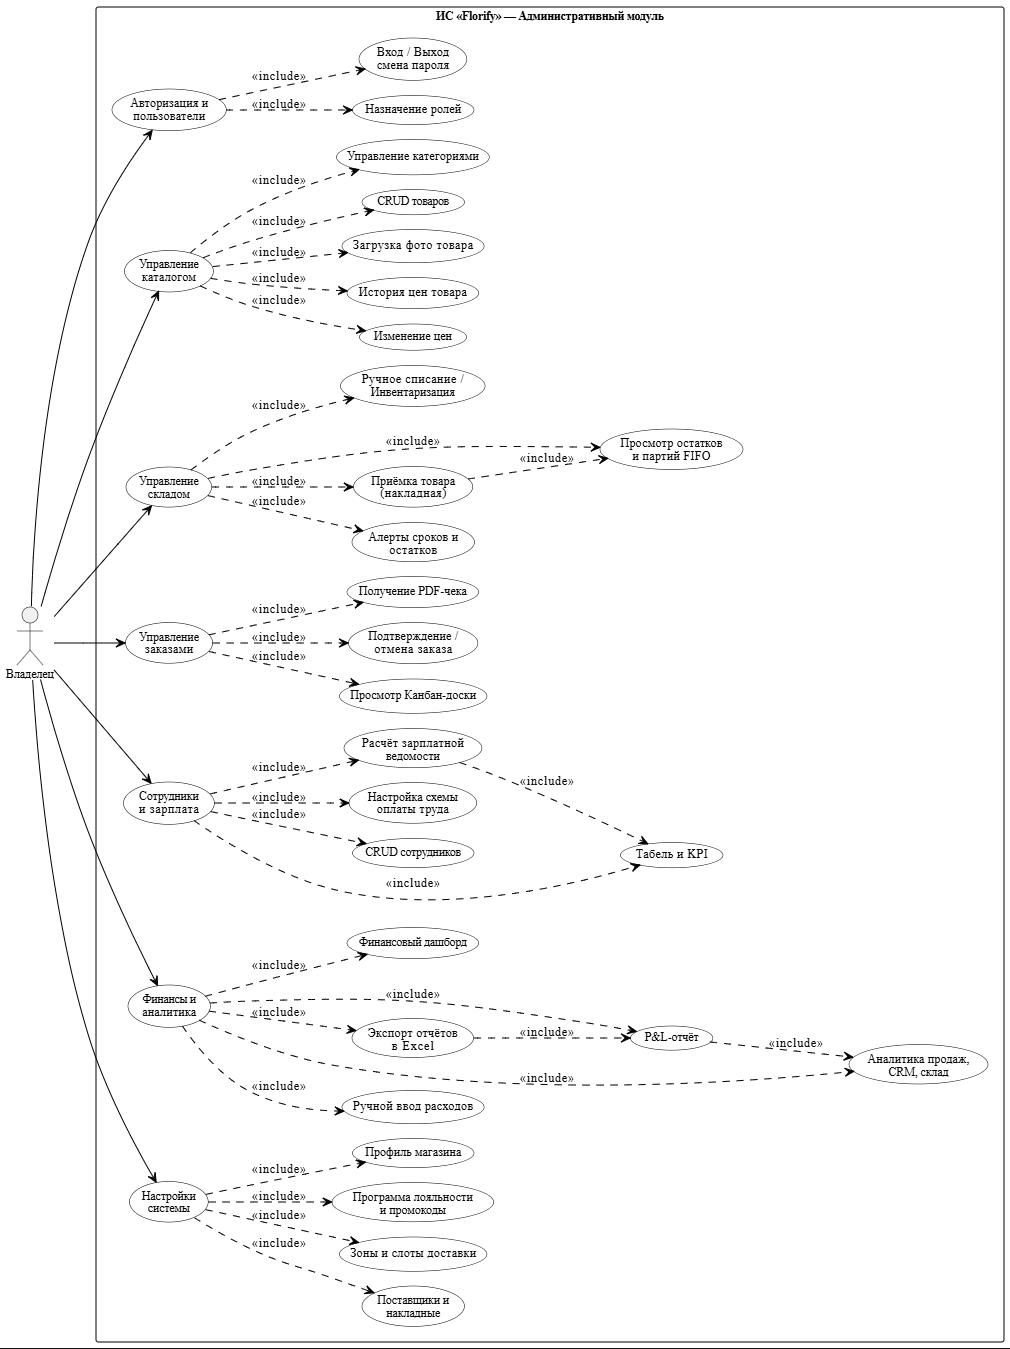 ИС «Florify» — Административный модуль
Вход / Выход
смена пароля
«include»
Авторизация и
пользователи
«include»
Назначение ролей
Управление категориями
«include»
CRUD товаров
«include»
Загрузка фото товара
«include»
Управление
каталогом
«include»
История цен товара
«include»
Изменение цен
Ручное списание /
Инвентаризация
«include»
«include»
Просмотр остатков
и партий FIFO
«include»
Управление
складом
«include»
Приёмка товара
(накладная)
«include»
Алерты сроков и
остатков
Получение PDF-чека
«include»
Управление
заказами
«include»
Подтверждение /
отмена заказа
«include»
Просмотр Канбан-доски
Владелец
Расчёт зарплатной
ведомости
«include»
«include»
Сотрудники
и зарплата
«include»
Настройка схемы
оплаты труда
«include»
CRUD сотрудников
Табель и KPI
«include»
Финансовый дашборд
«include»
«include»
Финансы и
аналитика
«include»
Экспорт отчётов
в Excel
«include»
P&L-отчёт
«include»
Аналитика продаж,
CRM, склад
«include»
«include»
Ручной ввод расходов
Профиль магазина
«include»
Настройки
системы
«include»
Программа лояльности
и промокоды
«include»
Зоны и слоты доставки
«include»
Поставщики и
накладные